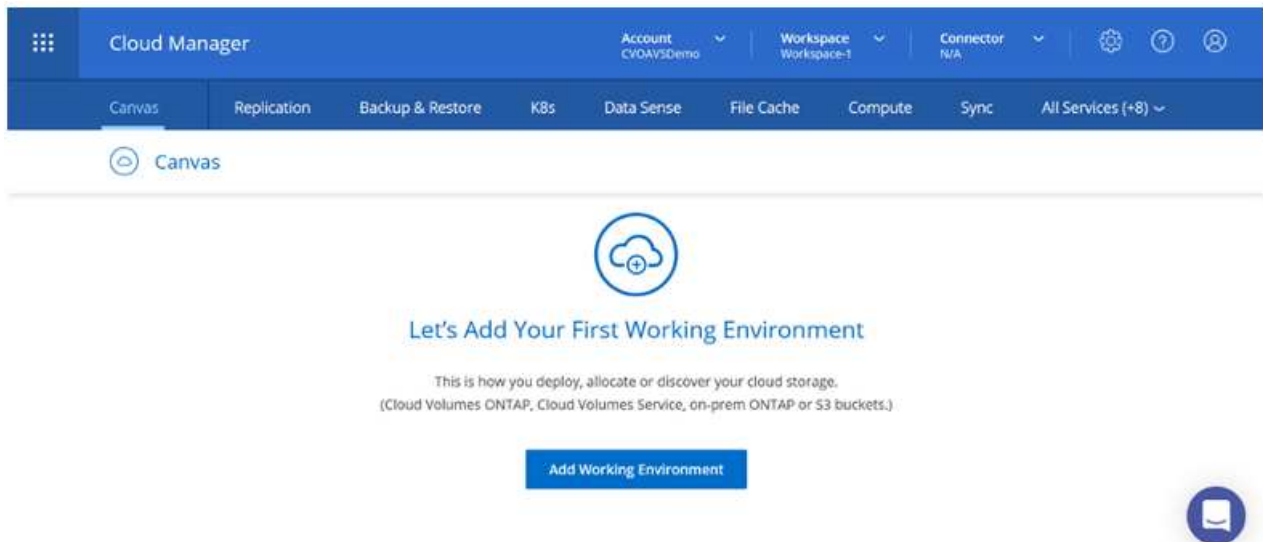 Cloud Manager
Account
CVOAVSDemo
Workspace
Workspace-1
Connector
N/A
Canvas Replication Backup & Restore K8s Data Sense File Cache Compute Sync All Services (+8)
Canvas
Let's Add Your First Working Environment
This is how you deploy, allocate or discover your cloud storage.
(Cloud Volumes ONTAP, Cloud Volumes Service, on-prem ONTAP or S3 buckets.)
Add Working Environment